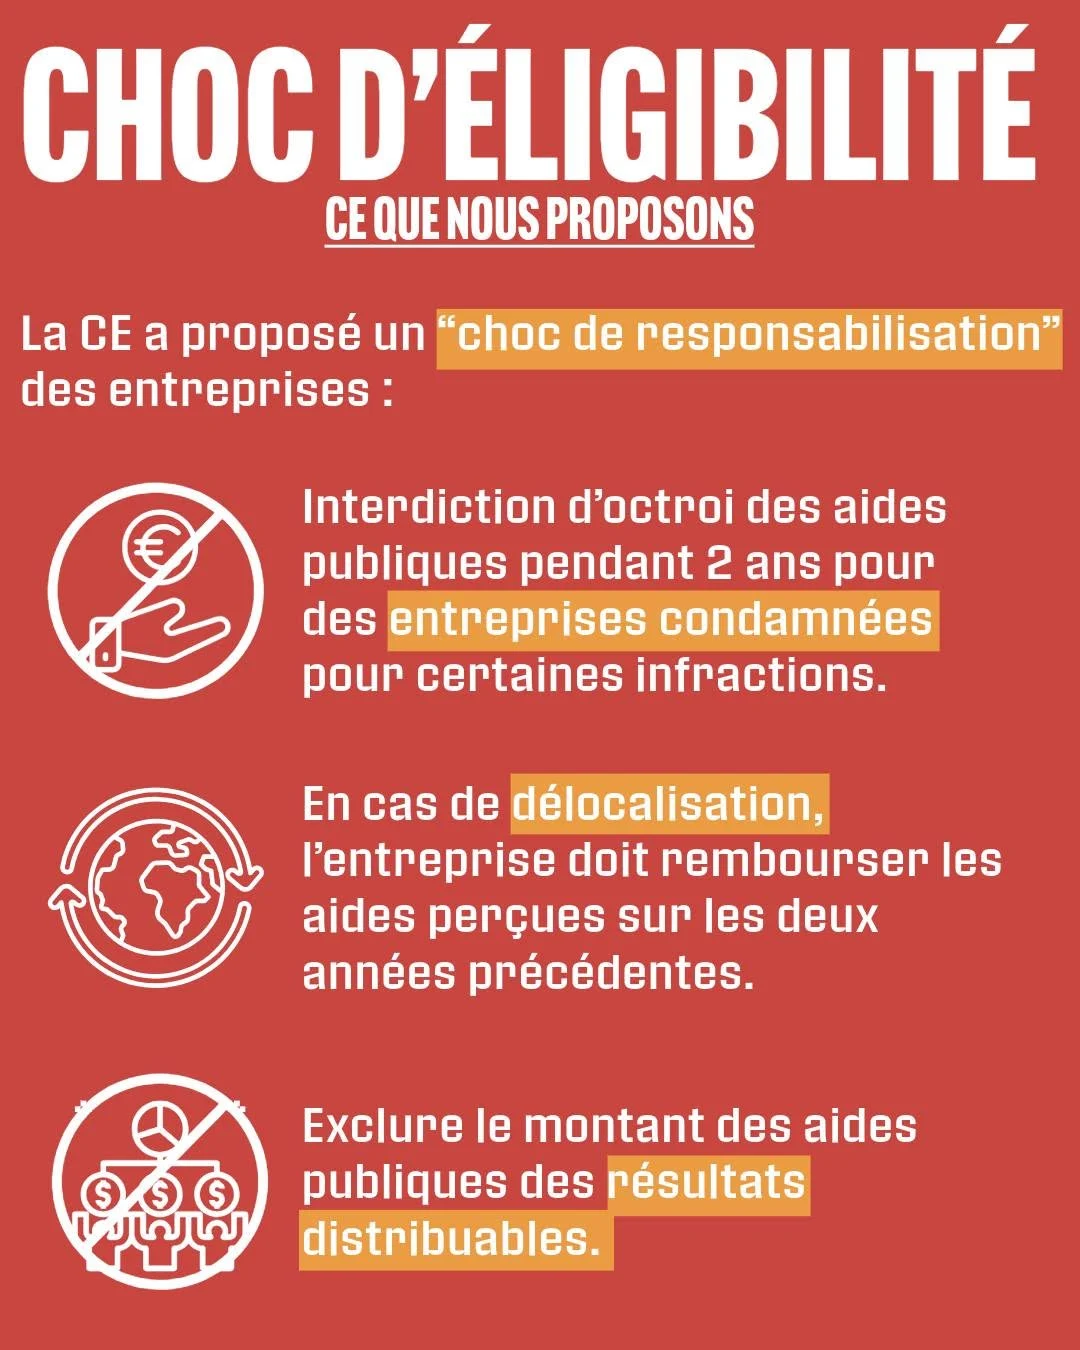 CHOC D’ÉLIGIBILITÉ
CE QUE NOUS PROPOSONS
La CE a proposé un “choc de responsabilisation”
des entreprises :
Interdiction d’octroi des aides
publiques pendant 2 ans pour
des entreprises condamnées
pour certaines infractions.
En cas de délocalisation,
l’entreprise doit rembourser les
aides perçues sur les deux
années précédentes.
Exclure le montant des aides
publiques des résultats
distribuables.